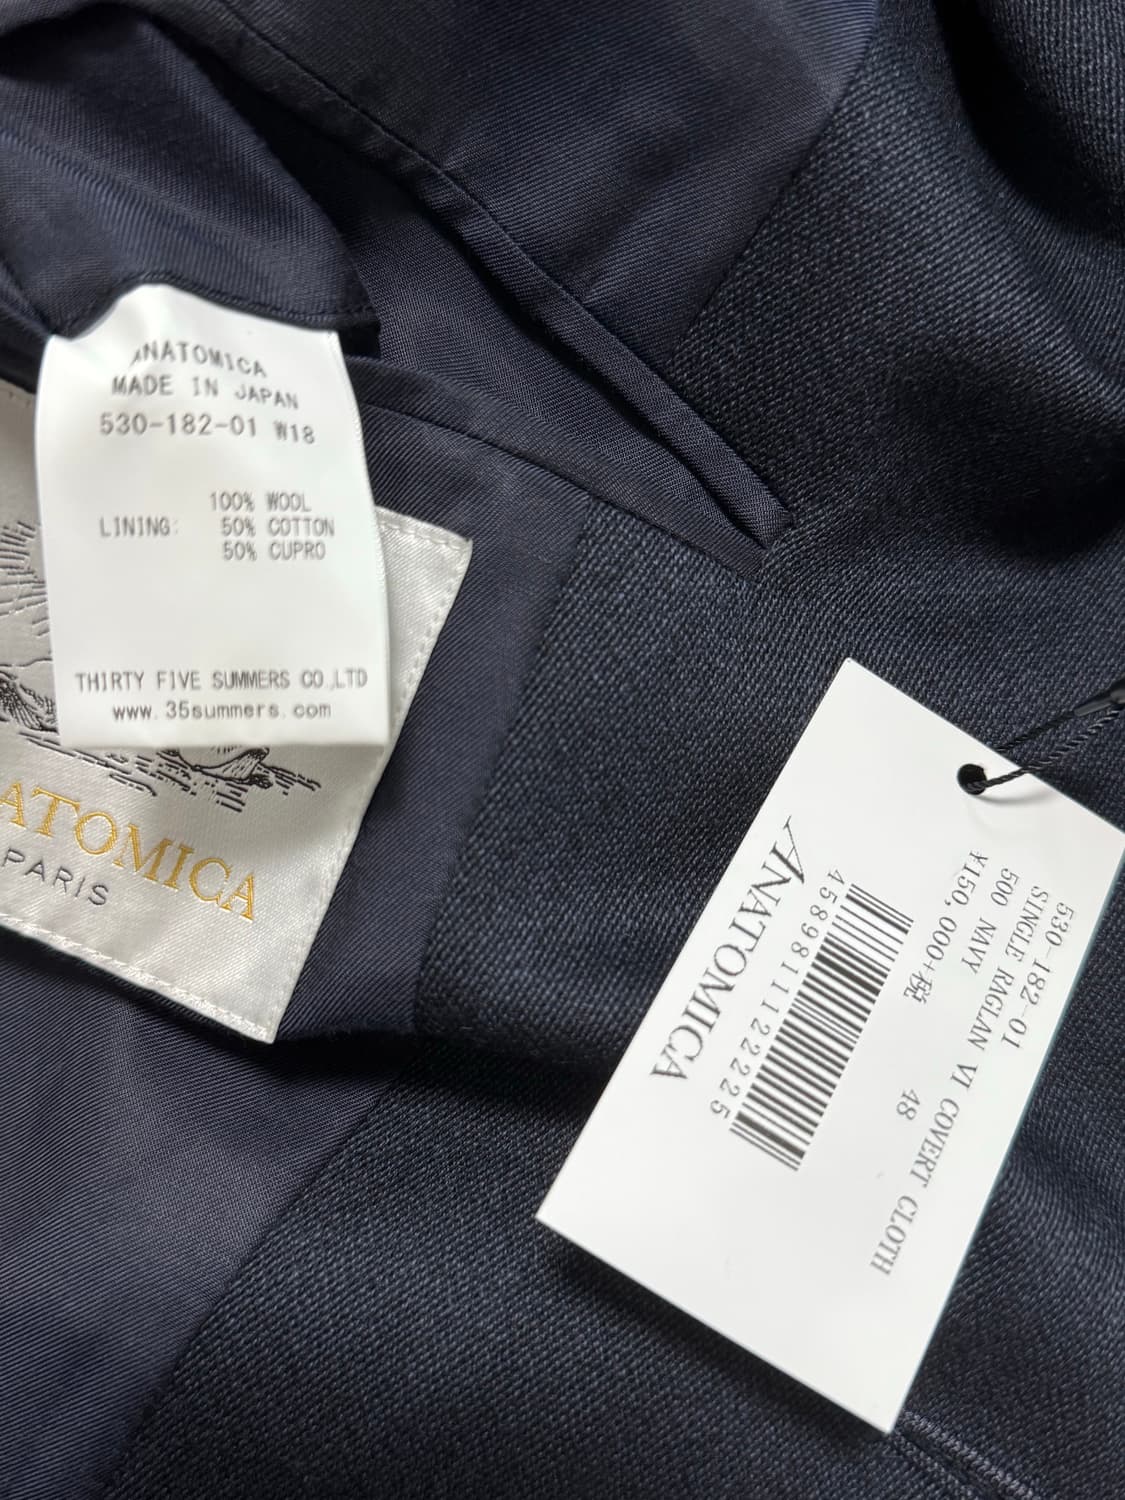 ANATOMICA
MADE IN JAPAN
530-182-01 W18
100% WOOL
LINING: 50% COTTON
50% CUPRO
THIRTY FIVE SUMMERS CO.,LTD
www.35summers.com
ATOMICA
PARIS
530-182-01
SINGLE RAGLAN VI COVERT CLOTH
500 NAVY 48
¥150,000+税
4589811122225
ANATOMICA